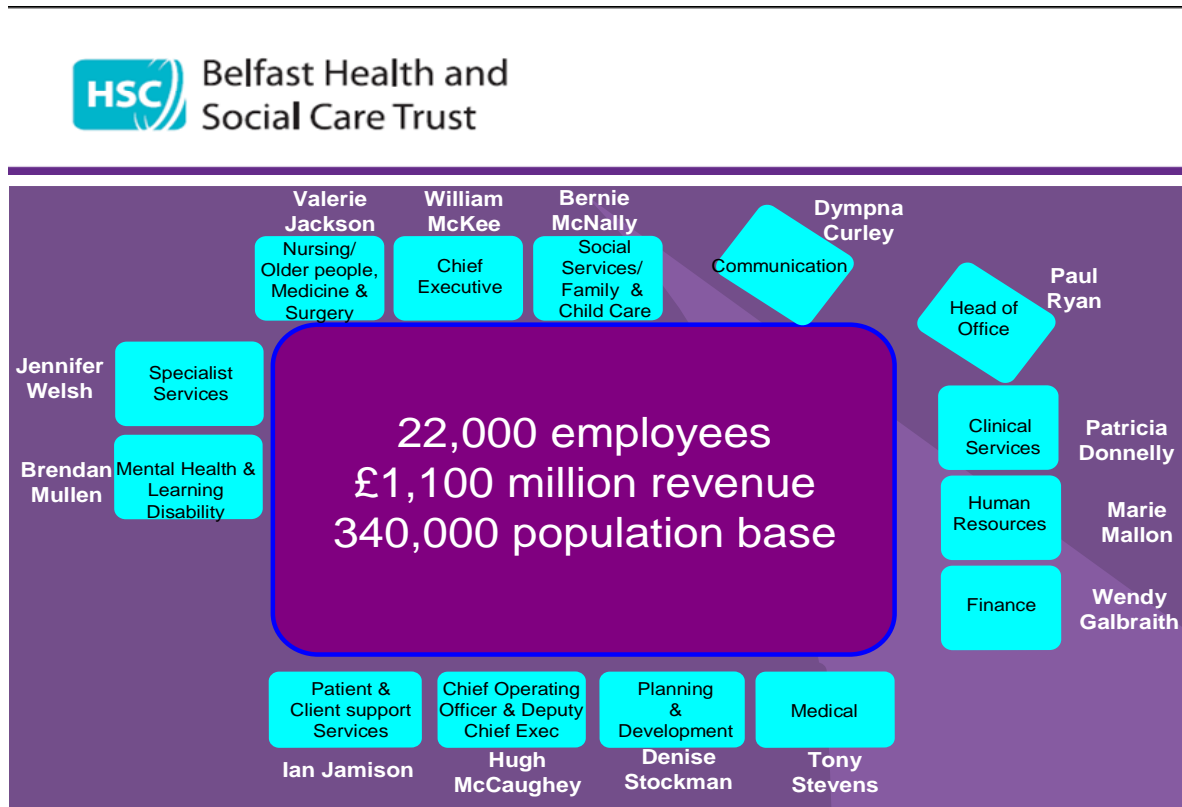 HSC
Belfast Health and
Social Care Trust
Valerie
Jackson
William
McKee
Bernie
McNally
Dympna
Curley
Nursing/
Older people,
Medicine &
Surgery
Chief
Executive
Social
Services/
Family &
Child Care
Communication
Paul
Ryan
Head of
Office
Jennifer
Welsh
Specialist
Services
Brendan
Mullen
Mental Health &
Learning
Disability
22,000 employees
£1,100 million revenue
340,000 population base
Clinical
Services
Patricia
Donnelly
Human
Resources
Marie
Mallon
Finance
Wendy
Galbraith
Patient &
Client support
Services
Chief Operating
Officer & Deputy
Chief Exec
Planning
&
Development
Medical
Ian Jamison
Hugh
McCaughey
Denise
Stockman
Tony
Stevens